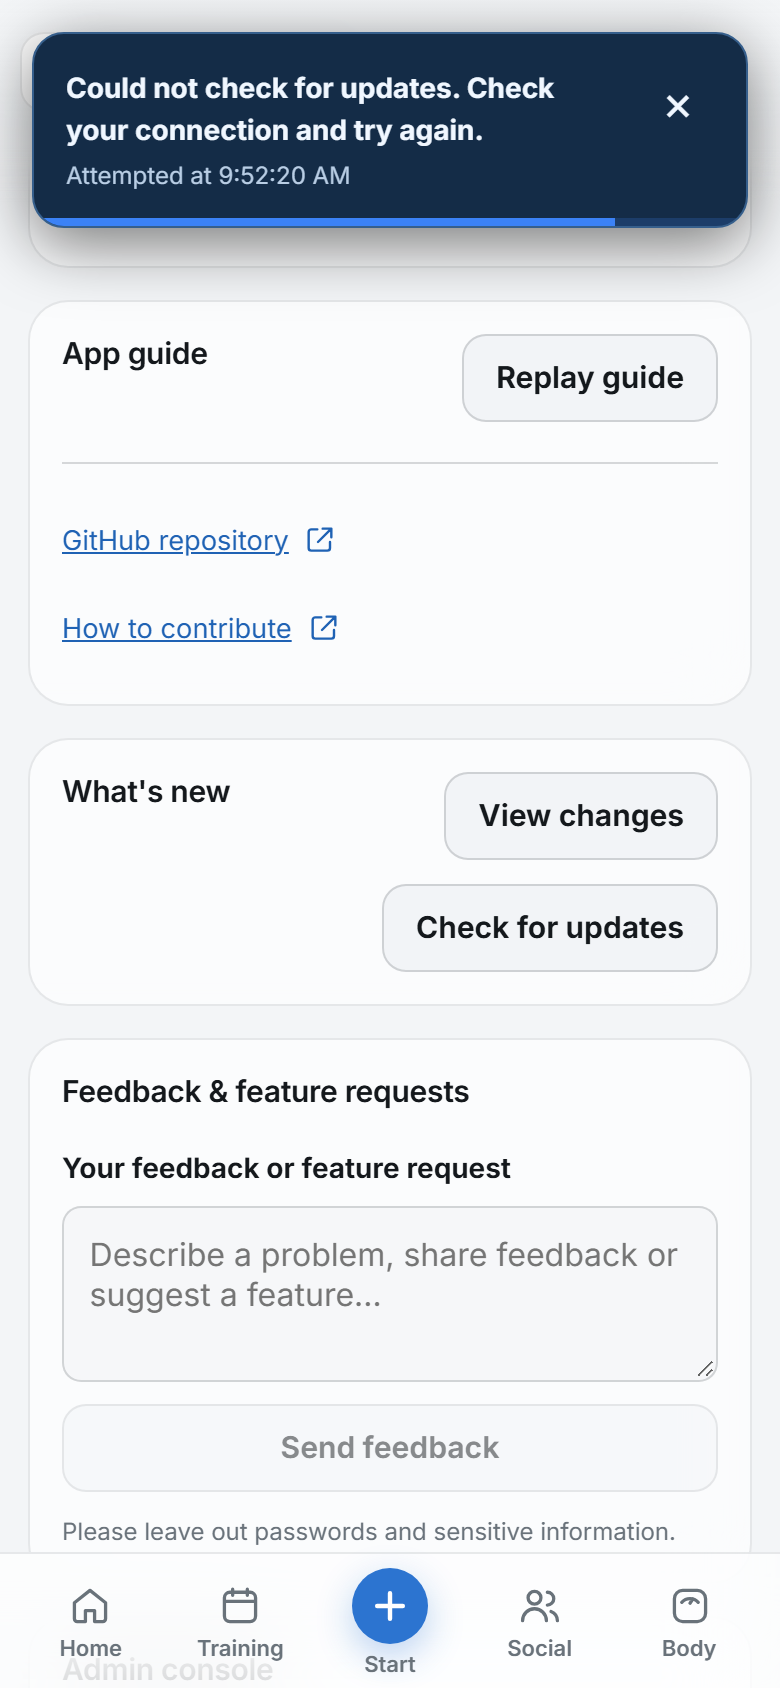 Could not check for updates. Check
your connection and try again.
Attempted at 9:52:20 AM
App guide
Replay guide
GitHub repository
How to contribute
What's new
View changes
Check for updates
Feedback & feature requests
Your feedback or feature request
Describe a problem, share feedback or
suggest a feature...
Send feedback
Please leave out passwords and sensitive information.
Home
Training
Start
Social
Body
Admin console